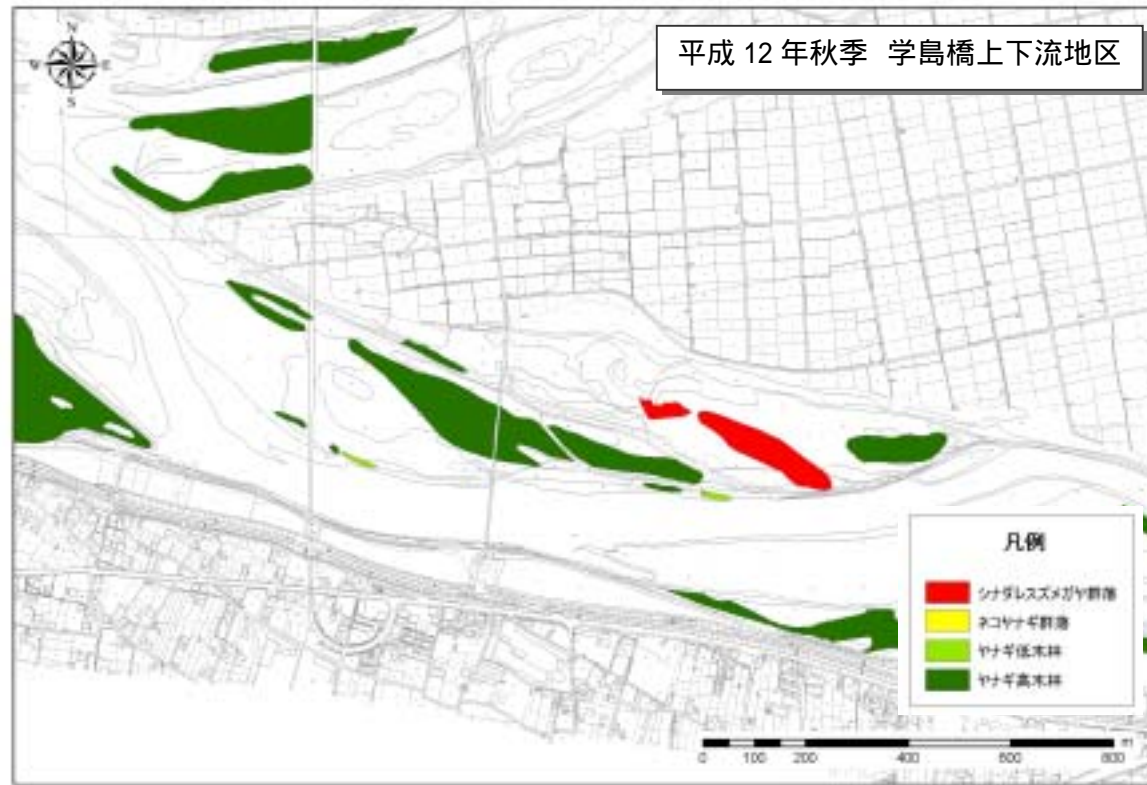 平成 12 年秋季 学島橋上下流地区
N
W E
S
凡例
シナダレスズメガヤ群落
ネコヤナギ群落
ヤナギ低木林
ヤナギ高木林
m
0 100 200 400 600 800